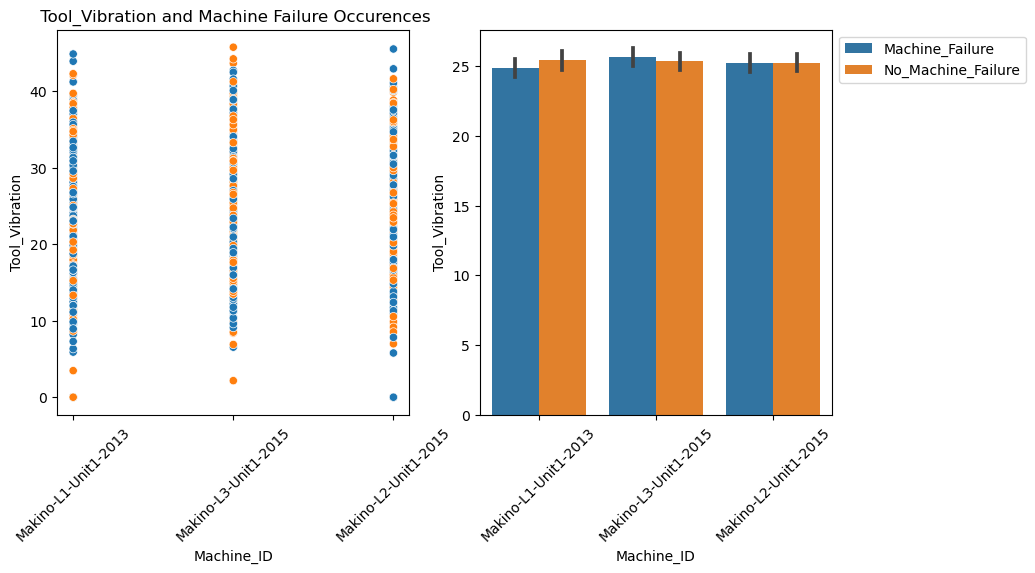 Tool_Vibration and Machine Failure Occurences
Tool_Vibration
40
30
20
10
0
Makino-L1-Unit1-2013
Makino-L3-Unit1-2015
Makino-L2-Unit1-2015
Machine_ID
Tool_Vibration
25
20
15
10
5
0
Makino-L1-Unit1-2013
Makino-L3-Unit1-2015
Makino-L2-Unit1-2015
Machine_ID
Machine_Failure
No_Machine_Failure